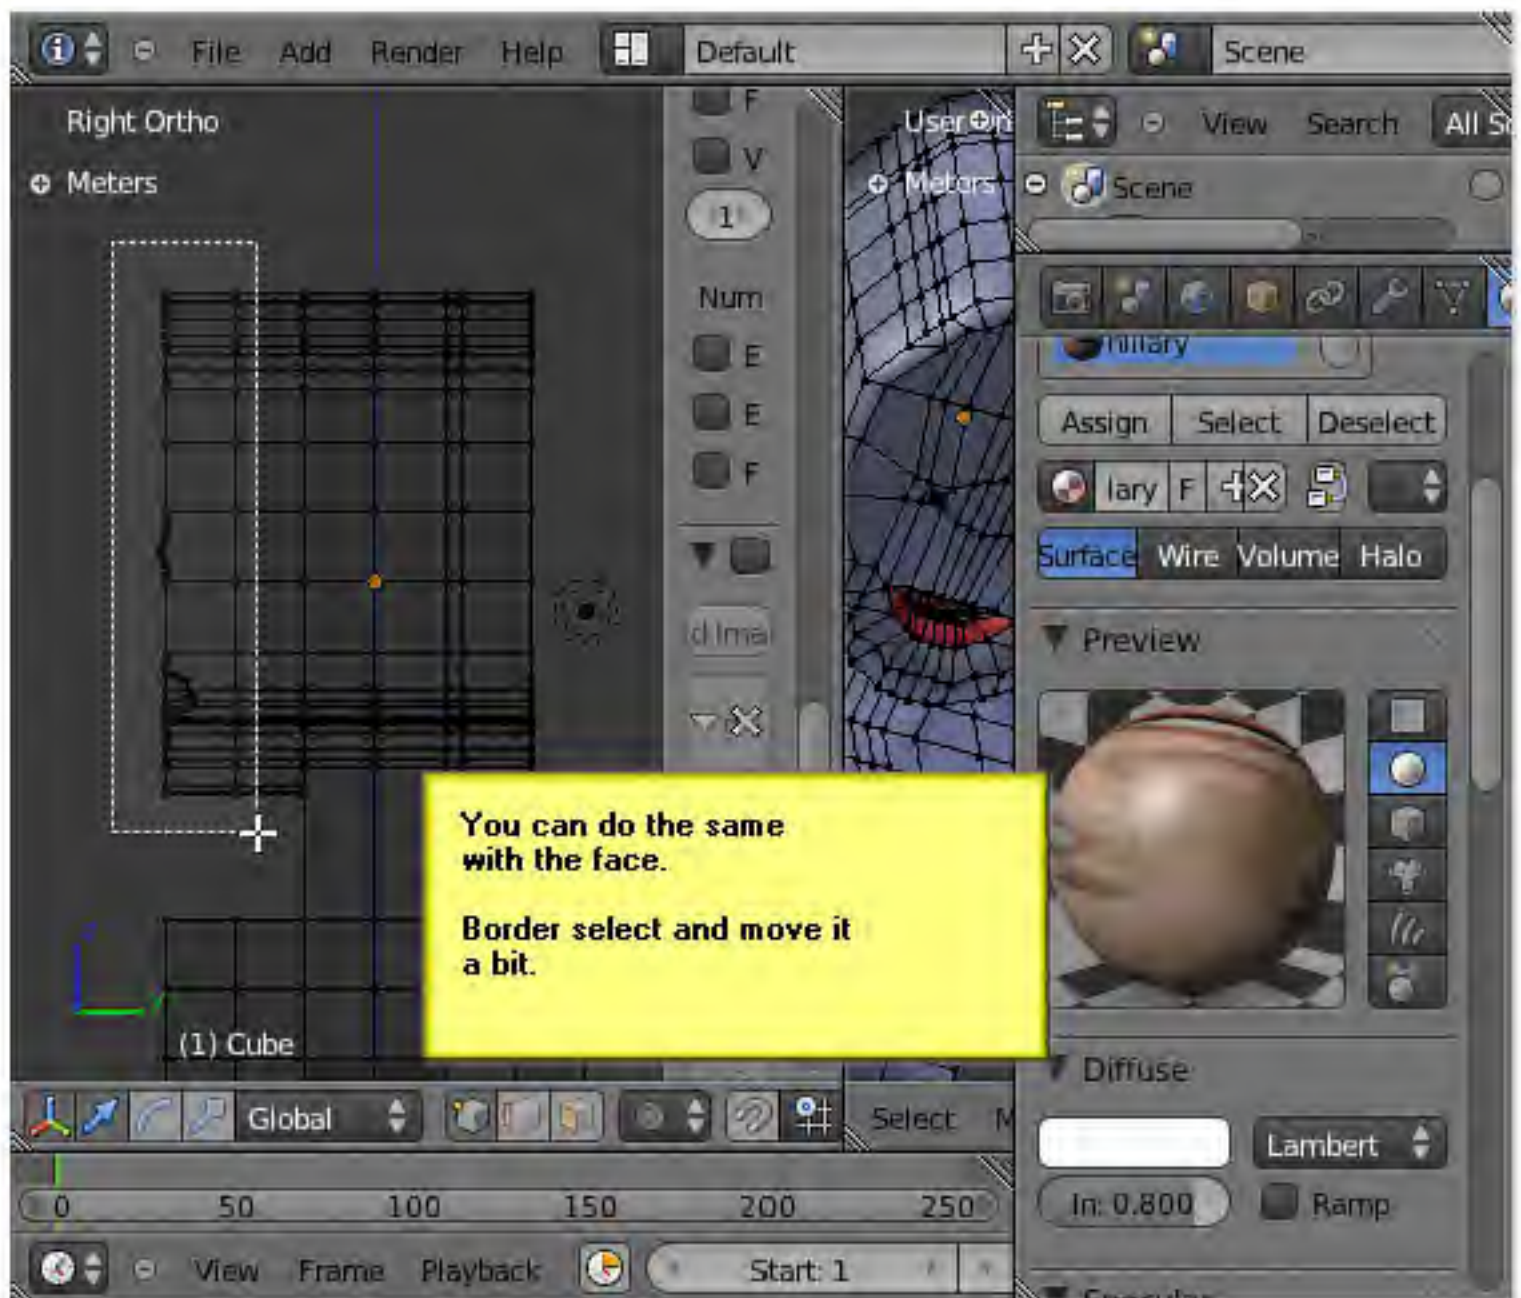 File Add Render Help Default Scene
Right Ortho
Meters
F
V
1
Num
E
E
F
User
Meters
View Search All
Scene
Assign Select Deselect
lary F
Surface Wire Volume Halo
Preview
You can do the same
with the face.
Border select and move it
a bit.
(1) Cube
Diffuse
Global
Select
Lambert
In: 0.800 Ramp
0 50 100 150 200 250
View Frame Playback Start: 1